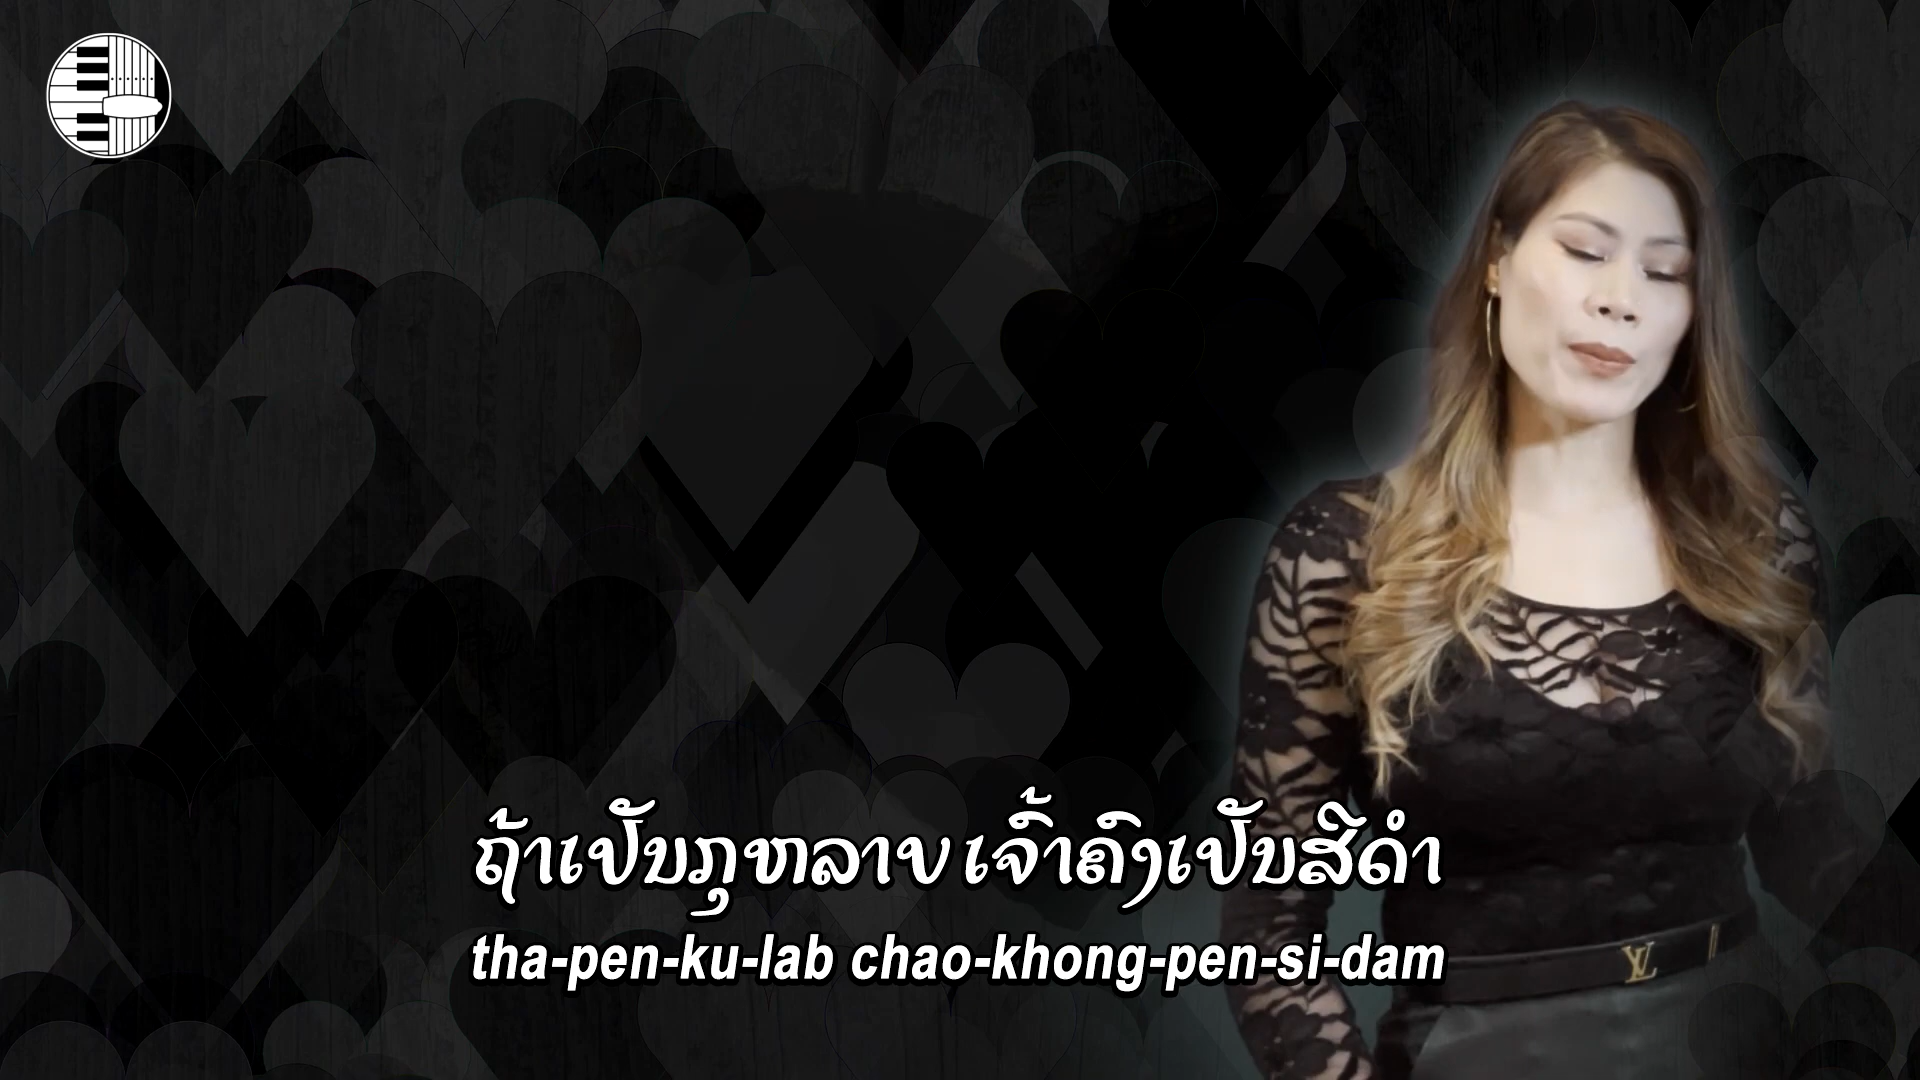 ຖ້າເປັນກຸຫລາບ ເຈົ້າຄົງເປັນສີດຳ
tha-pen-ku-lab chao-khong-pen-si-dam
LV